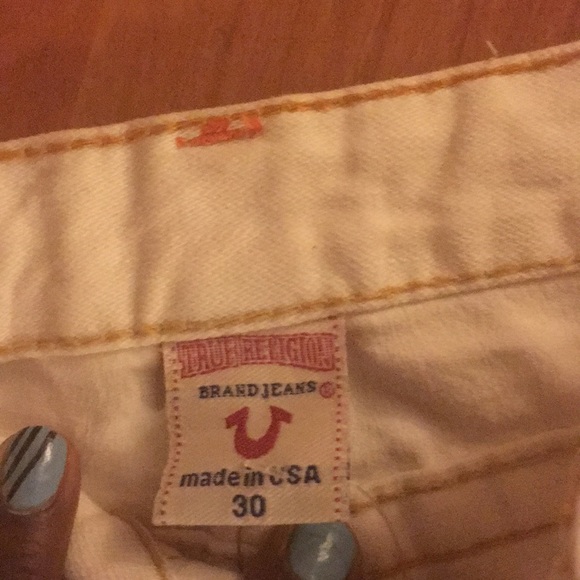 TRUE RELIGION
BRAND JEANS ®
made in USA
30